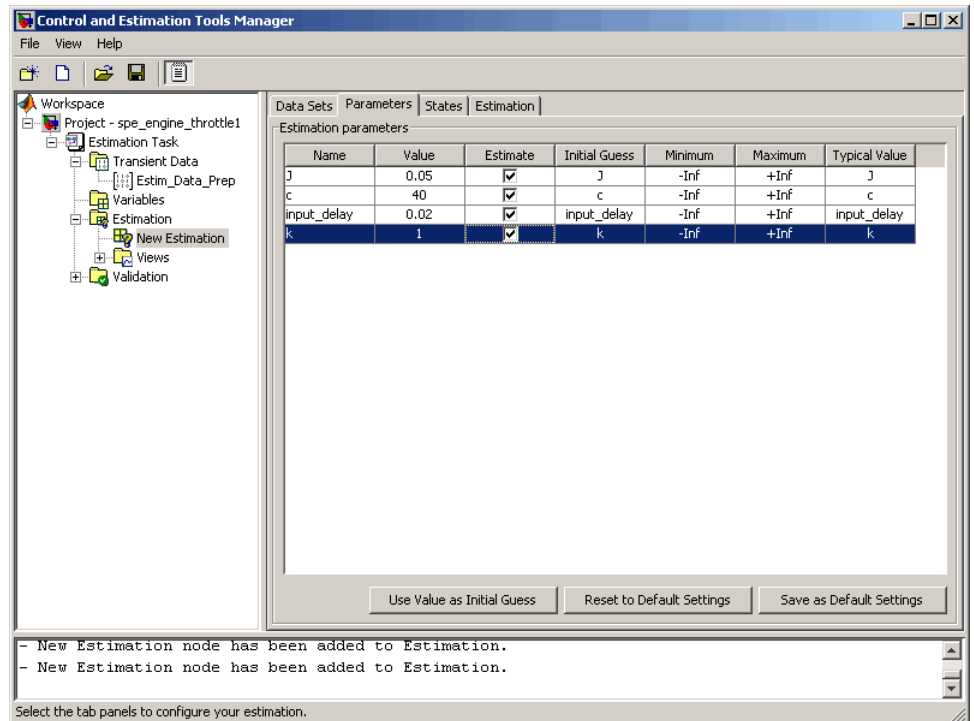 Control and Estimation Tools Manager
File View Help
Workspace
Project - spe_engine_throttle1
Estimation Task
Transient Data
Estim_Data_Prep
Variables
Estimation
New Estimation
Views
Validation
Data Sets Parameters States Estimation
Estimation parameters
Name Value Estimate Initial Guess Minimum Maximum Typical Value
J 0.05 J -Inf +Inf J
c 40 c -Inf +Inf c
input_delay 0.02 input_delay -Inf +Inf input_delay
k 1 k -Inf +Inf k
Use Value as Initial Guess Reset to Default Settings Save as Default Settings
- New Estimation node has been added to Estimation.
- New Estimation node has been added to Estimation.
Select the tab panels to configure your estimation.